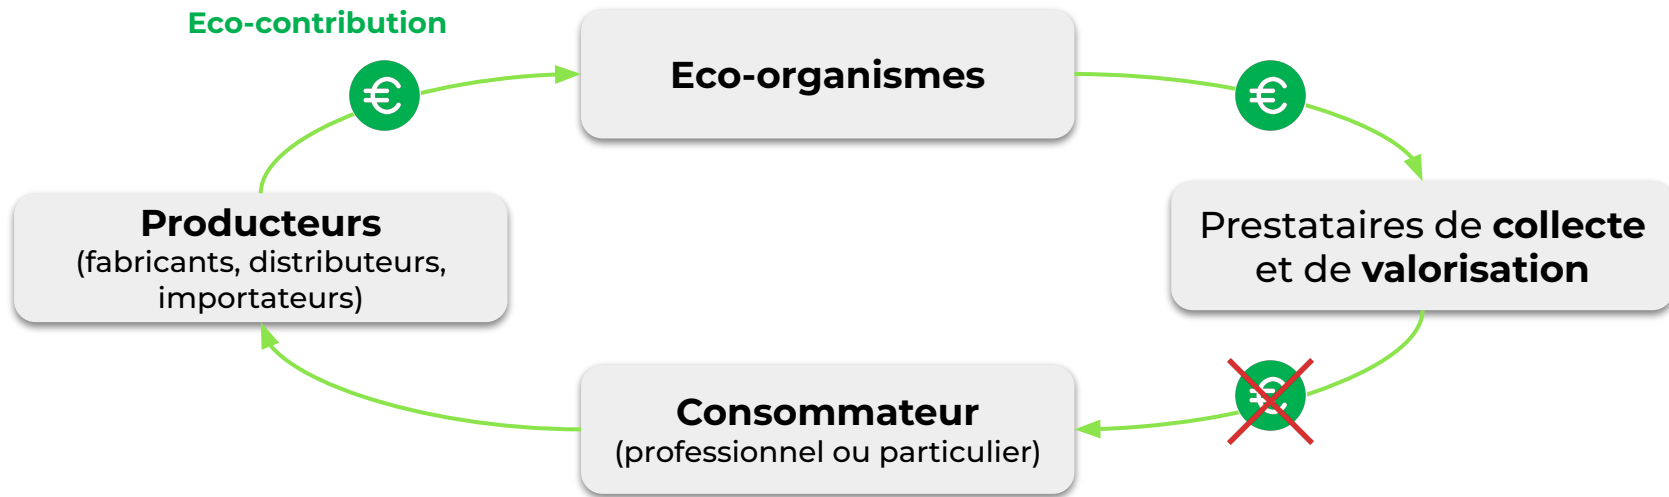 Eco-contribution
Eco-organismes
€
€
Producteurs
(fabricants, distributeurs,
importateurs)
Prestataires de collecte
et de valorisation
€
Consommateur
(professionnel ou particulier)